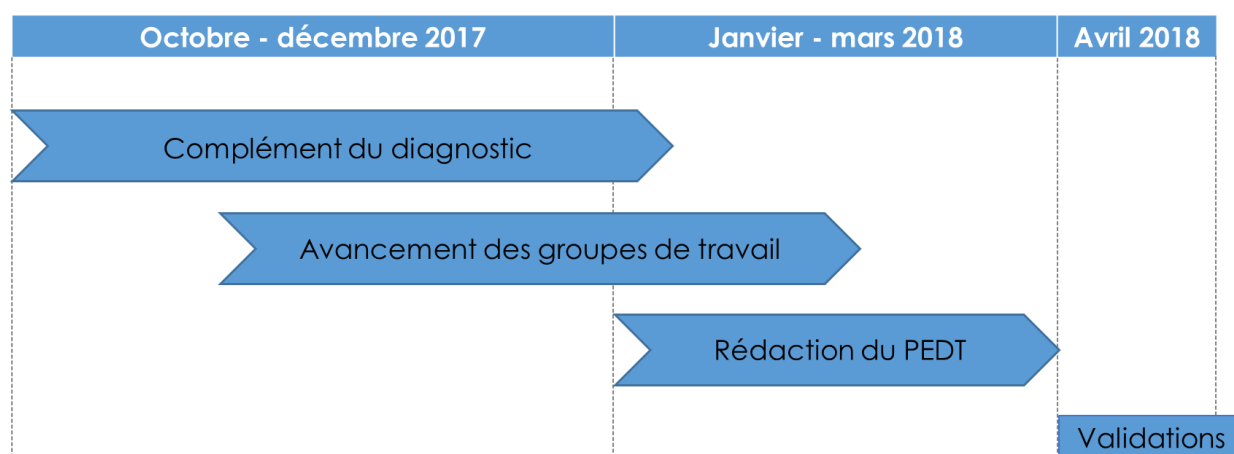 Octobre - décembre 2017
Janvier - mars 2018
Avril 2018
Complément du diagnostic
Avancement des groupes de travail
Rédaction du PEDT
Validations